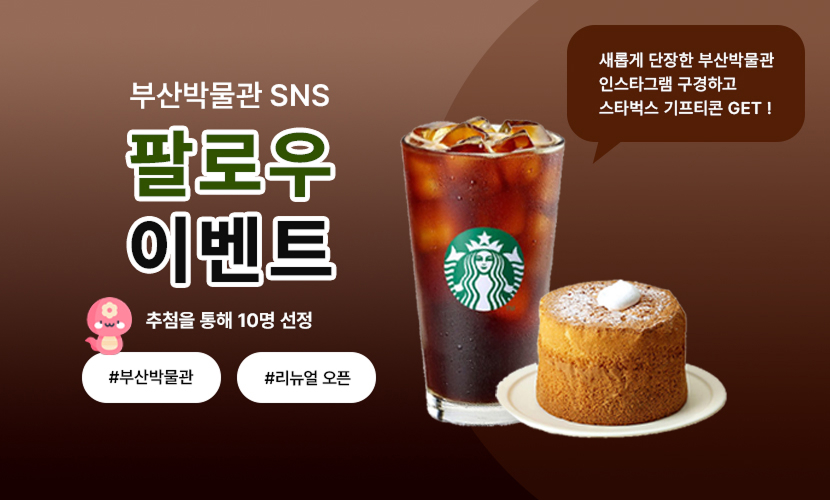 부산박물관 SNS
팔로우
이벤트
추첨을 통해 10명 선정
#부산박물관
#리뉴얼 오픈
새롭게 단장한 부산박물관
인스타그램 구경하고
스타벅스 기프티콘 GET !